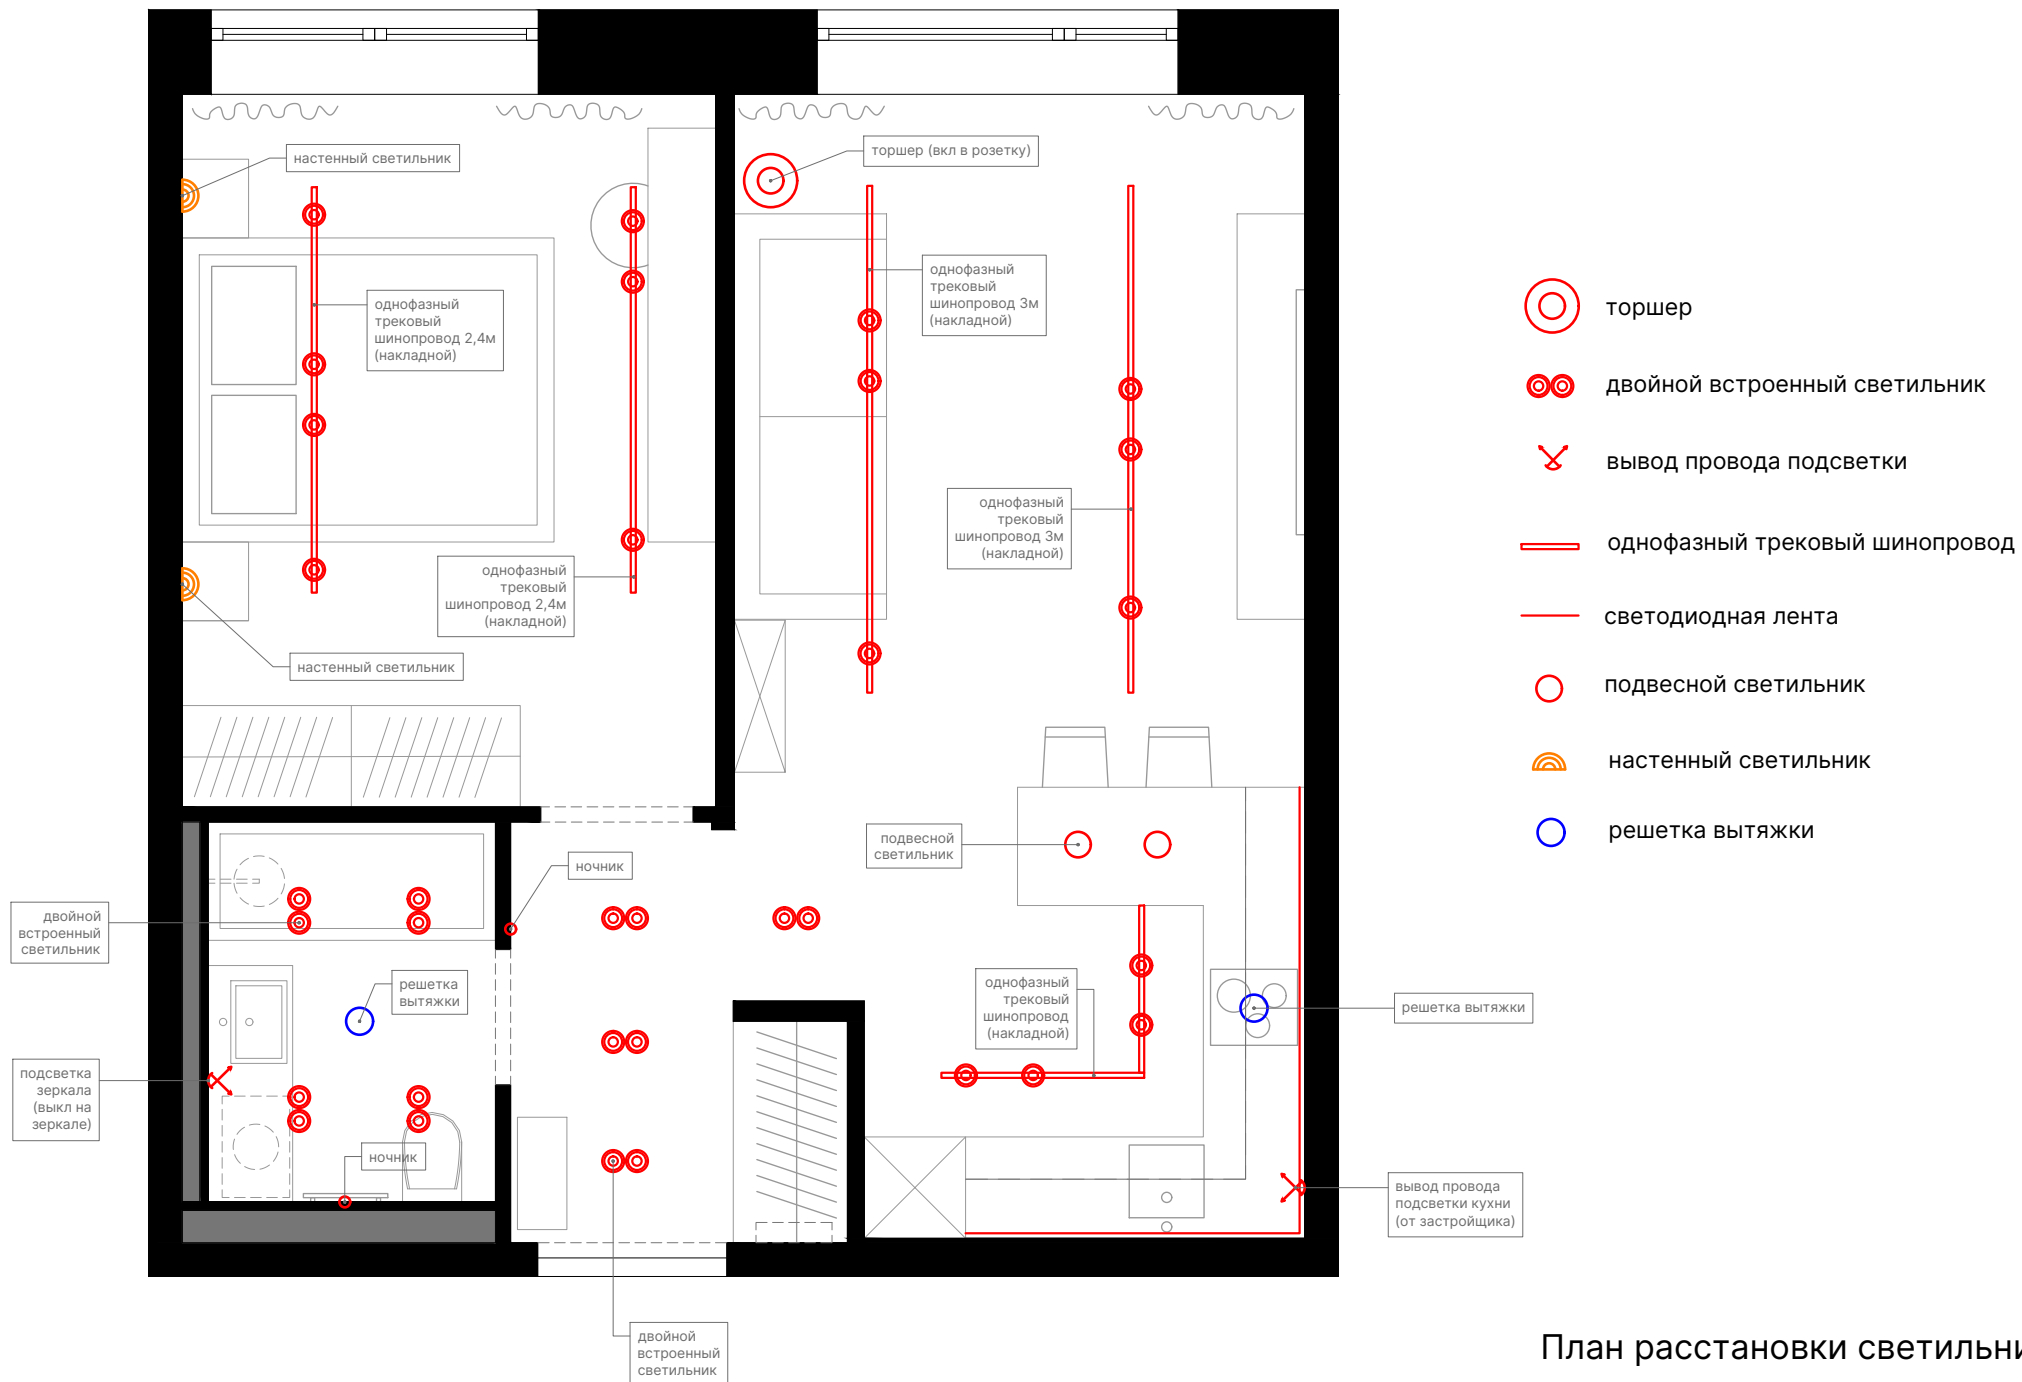 настенный светильник
торшер (вкл в розетку)
однофазный
трековый
шинопровод 2,4м
(накладной)
однофазный
трековый
шинопровод 3м
(накладной)
однофазный
трековый
шинопровод 3м
(накладной)
однофазный
трековый
шинопровод 2,4м
(накладной)
настенный светильник
подвесной
светильник
ночник
двойной
встроенный
светильник
решетка
вытяжки
однофазный
трековый
шинопровод
(накладной)
решетка вытяжки
подсветка
зеркала
(выкл на
зеркале)
ночник
вывод провода
подсветки кухни
(от застройщика)
двойной
встроенный
светильник
торшер
двойной встроенный светильник
вывод провода подсветки
однофазный трековый шинопровод
светодиодная лента
подвесной светильник
настенный светильник
решетка вытяжки
План расстановки светильни